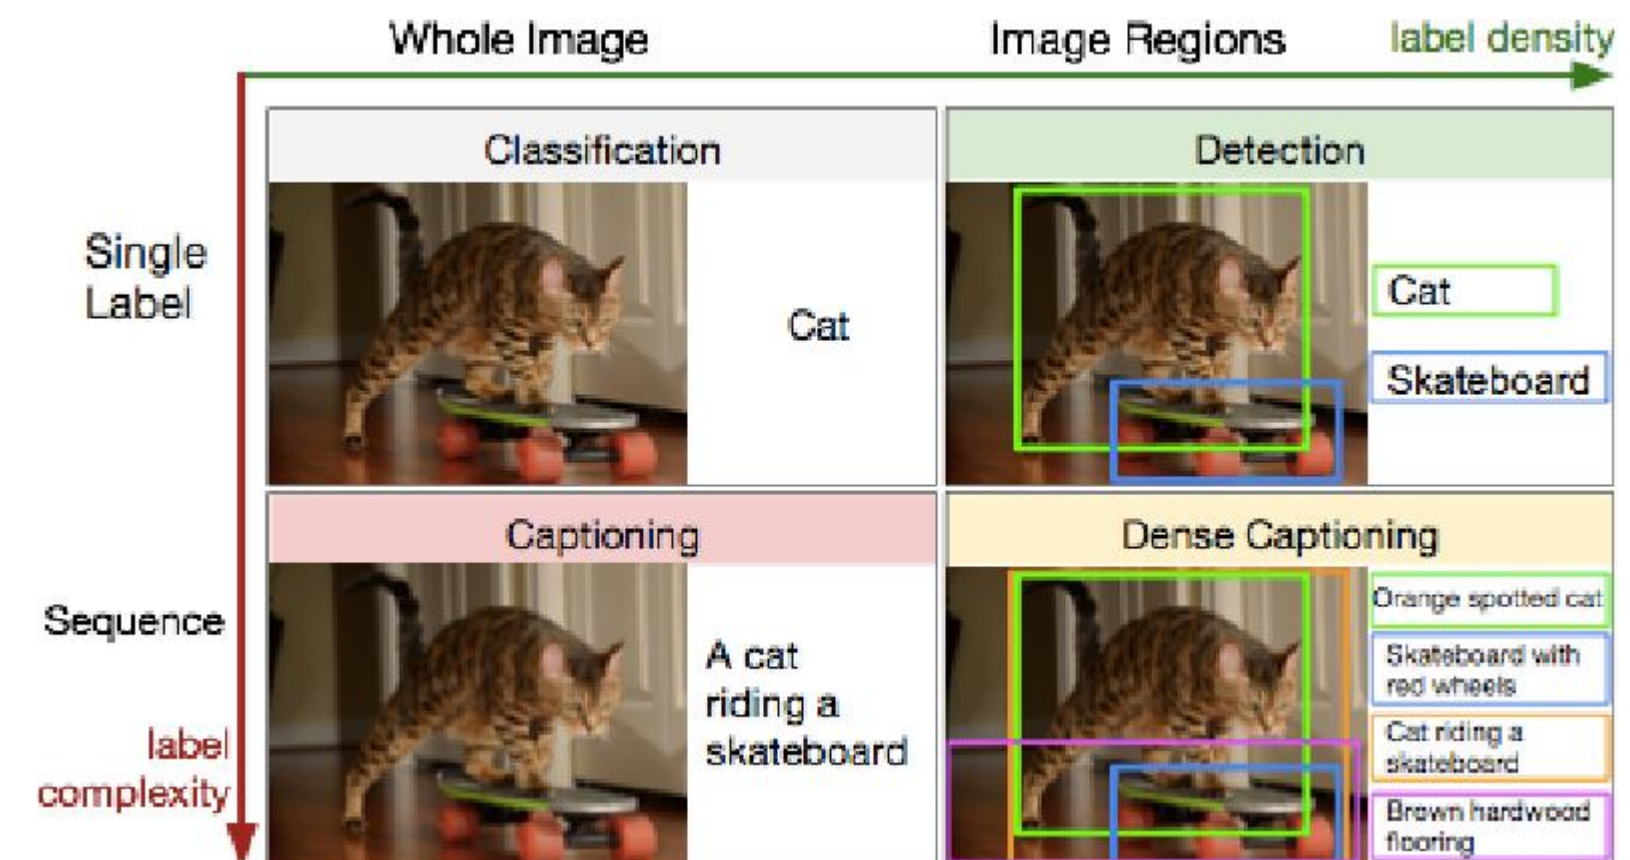 Whole Image
Image Regions
label density
Classification
Detection
Single
Label
Cat
Cat
Skateboard
Captioning
Dense Captioning
Sequence
label
complexity
A cat
riding a
skateboard
Orange spotted cat
Skateboard with
red wheels
Cat riding a
skateboard
Brown hardwood
flooring